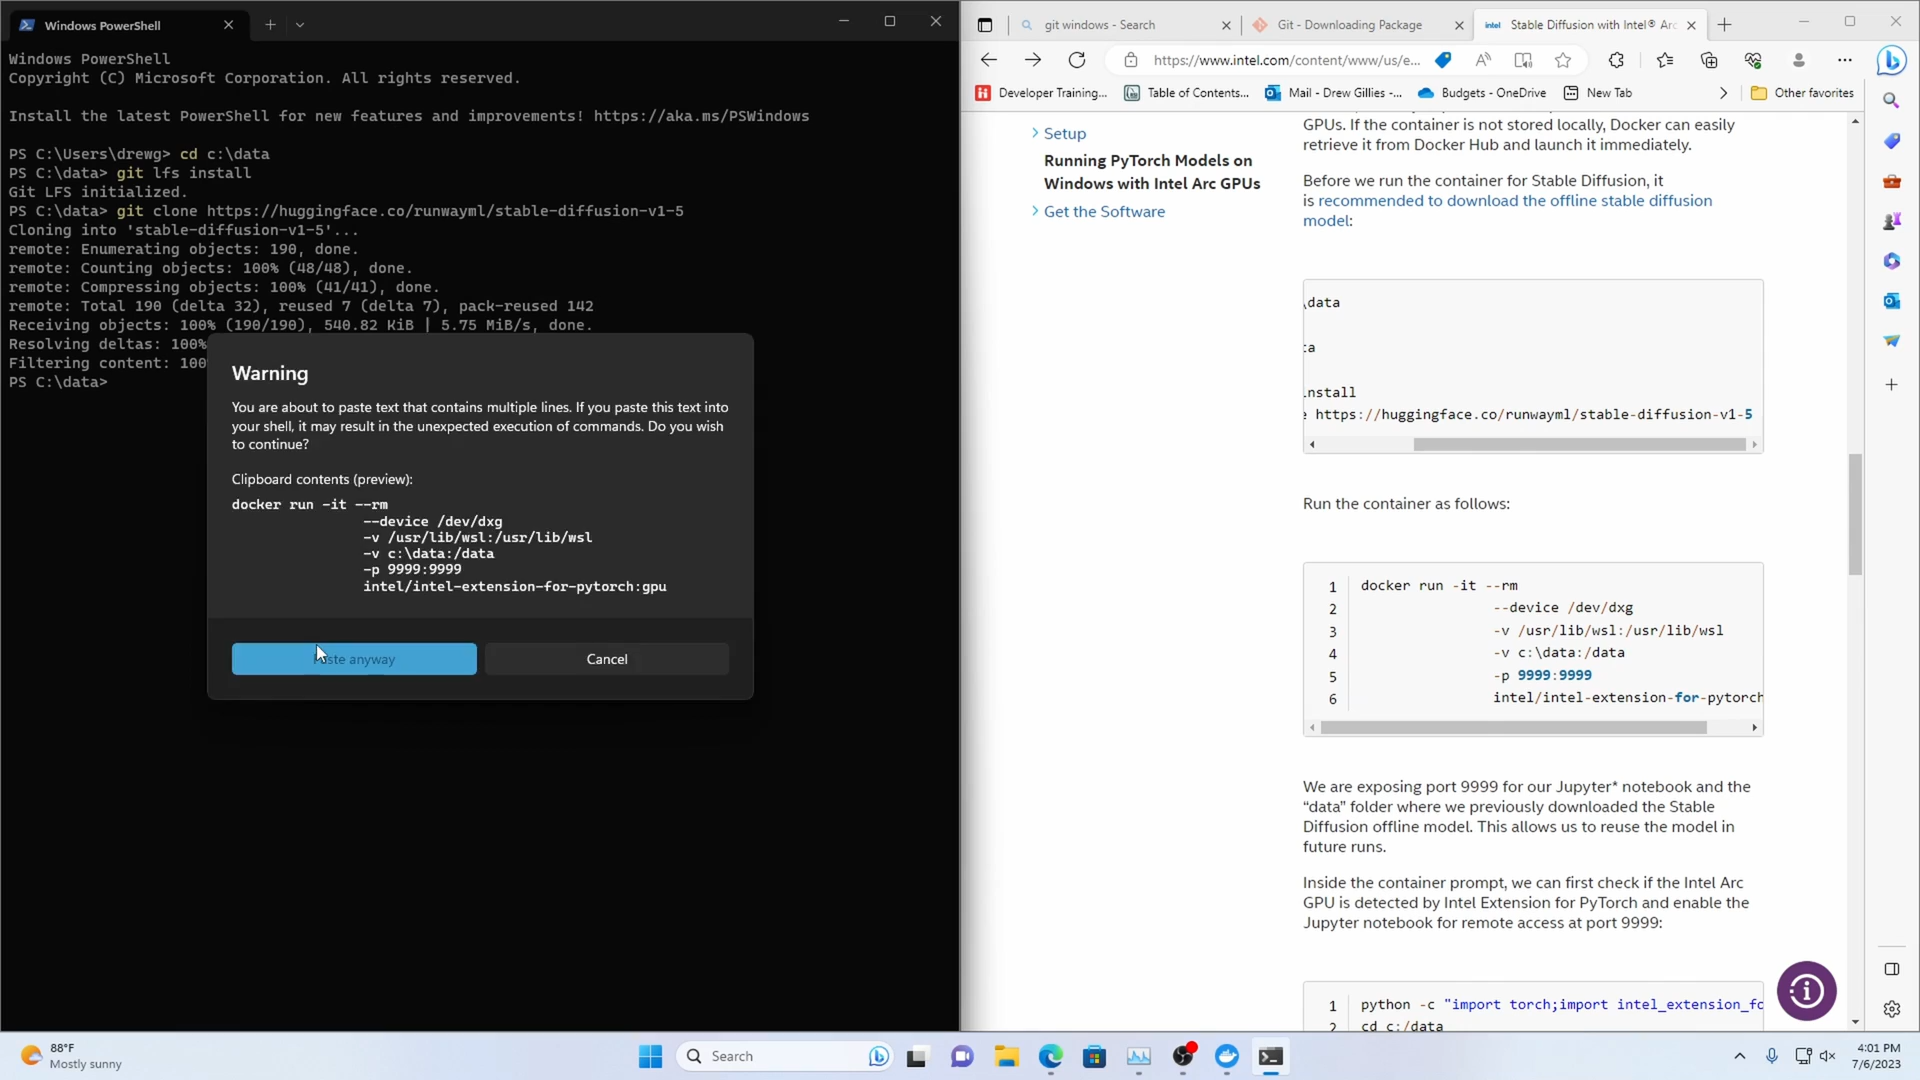 Windows PowerShell
Windows PowerShell
Copyright (C) Microsoft Corporation. All rights reserved.
Install the latest PowerShell for new features and improvements! https://aka.ms/PSWindows
PS C:\Users\drewg> cd c:\data
PS C:\data> git lfs install
Git LFS initialized.
PS C:\data> git clone https://huggingface.co/runwayml/stable-diffusion-v1-5
Cloning into 'stable-diffusion-v1-5'...
remote: Enumerating objects: 190, done.
remote: Counting objects: 100% (48/48), done.
remote: Compressing objects: 100% (41/41), done.
remote: Total 190 (delta 32), reused 7 (delta 7), pack-reused 142
Receiving objects: 100% (190/190), 540.82 KiB | 5.75 MiB/s, done.
Resolving deltas: 100%
Filtering content: 100
PS C:\data>
Warning
You are about to paste text that contains multiple lines. If you paste this text into
your shell, it may result in the unexpected execution of commands. Do you wish
to continue?
Clipboard contents (preview):
docker run -it --rm
--device /dev/dxg
-v /usr/lib/wsl:/usr/lib/wsl
-v c:\data:/data
-p 9999:9999
intel/intel-extension-for-pytorch:gpu
anyway
Cancel
git windows - Search
Git - Downloading Package
intel Stable Diffusion with Intel® Arc
https://www.intel.com/content/www/us/e...
Developer Training...
Table of Contents...
Mail - Drew Gillies -...
Budgets - OneDrive
New Tab
Other favorites
Setup
Running PyTorch Models on
Windows with Intel Arc GPUs
Get the Software
GPUs. If the container is not stored locally, Docker can easily
retrieve it from Docker Hub and launch it immediately.
Before we run the container for Stable Diffusion, it
is recommended to download the offline stable diffusion
model:
\data
ta
install
https://huggingface.co/runwayml/stable-diffusion-v1-5
Run the container as follows:
1 docker run -it --rm
2 --device /dev/dxg
3 -v /usr/lib/wsl:/usr/lib/wsl
4 -v c:\data:/data
5 -p 9999:9999
6 intel/intel-extension-for-pytorch
We are exposing port 9999 for our Jupyter* notebook and the
“data” folder where we previously downloaded the Stable
Diffusion offline model. This allows us to reuse the model in
future runs.
Inside the container prompt, we can first check if the Intel Arc
GPU is detected by Intel Extension for PyTorch and enable the
Jupyter notebook for remote access at port 9999:
1 python -c "import torch;import intel_extension_fo
2 cd c:/data
88°F
Mostly sunny
Search
4:01 PM
7/6/2023